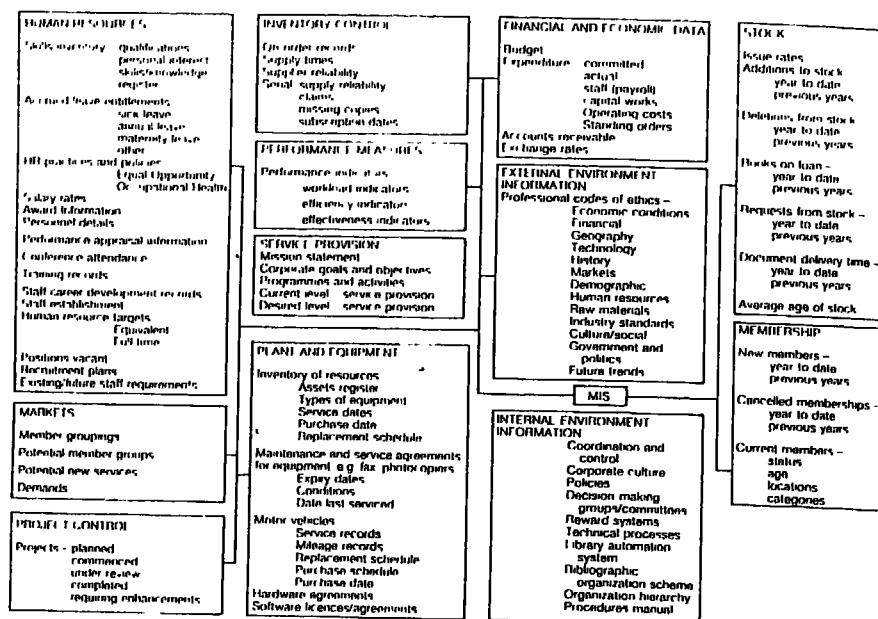 HUMAN RESOURCES
Skills inventory qualifications
personal interest
skills/knowledge
register
Accrued leave entitlements
sick leave
annual leave
maternity leave
other
HR practices and policies
Equal Opportunity
Occupational Health
Salary rates
Award Information
Personnel details
Performance appraisal information
Conference attendance
Training records
Staff career development records
Staff establishment
Human resource targets
Equivalent
Full time
Positions vacant
Recruitment plans
Existing/future staff requirements
MARKETS
Member groupings
Potential member groups
Potential new services
Demands
PROJECT CONTROL
Projects - planned
commenced
under review
completed
requiring enhancements
INVENTORY CONTROL
On order records
Supply times
Supplier reliability
Serial supply reliability
claims
missing copies
subscription dates
PERFORMANCE MEASURES
Performance indicators
workload indicators
efficiency indicators
effectiveness indicators
SERVICE PROVISION
Mission statement
Corporate goals and objectives
Programmes and activities
Current level service provision
Desired level service provision
PLANT AND EQUIPMENT
Inventory of resources
Assets register
Types of equipment
Service dates
Purchase date
Replacement schedule
Maintenance and service agreements
for equipment e.g fax photocopiers
Expiry dates
Conditions
Date last serviced
Motor vehicles
Service records
Mileage records
Replacement schedule
Purchase schedule
Purchase date
Hardware agreements
Software licences/agreements
FINANCIAL AND ECONOMIC DATA
Budget
Expenditure committed
actual
staff (payroll)
capital works
Operating costs
Standing orders
Accounts receivable
Exchange rates
EXTERNAL ENVIRONMENT
INFORMATION
Professional codes of ethics –
Economic conditions
Financial
Geography
Technology
History
Markets
Demographic
Human resources
Raw materials
Industry standards
Culture/social
Government and
politics
Future trends
MIS
INTERNAL ENVIRONMENT
INFORMATION
Coordination and
control
Corporate culture
Policies
Decision making
groups/committees
Reward systems
Technical processes
Library automation
system
Bibliographic
organization scheme
Organization hierarchy
Procedures manual
STOCK
Issue rates
Additions to stock
year to date
previous years
Deletions from stock
year to date
previous years
Books on loan –
year to date
previous years
Requests from stock –
year to date
previous years
Document delivery time –
year to date
previous years
Average age of stock
MEMBERSHIP
New members –
year to date
previous years
Cancelled memberships –
year to date
previous years
Current members –
status
age
locations
categories